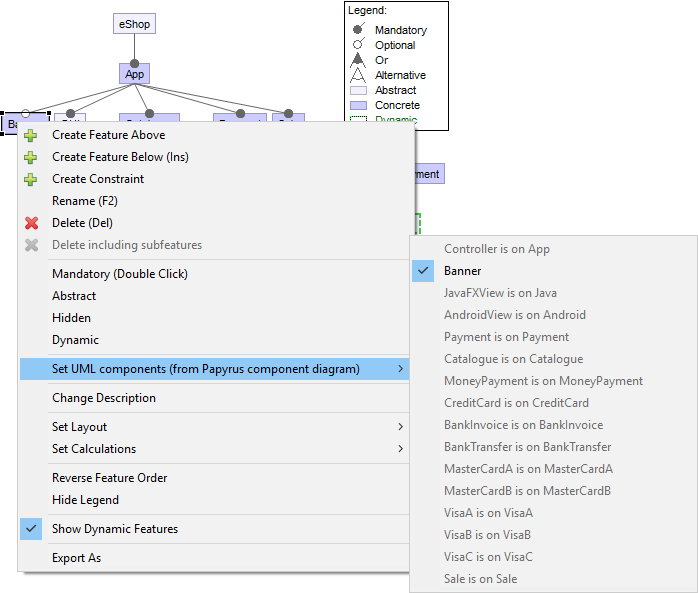 eShop
App
Legend:
Mandatory
Optional
Or
Alternative
Abstract
Concrete
Dynamic
Create Feature Above
Create Feature Below (Ins)
Create Constraint
Rename (F2)
Delete (Del)
Delete including subfeatures
Mandatory (Double Click)
Abstract
Hidden
Dynamic
Set UML components (from Papyrus component diagram)
Change Description
Set Layout
Set Calculations
Reverse Feature Order
Hide Legend
Show Dynamic Features
Export As
Controller is on App
Banner
JavaFXView is on Java
AndroidView is on Android
Payment is on Payment
Catalogue is on Catalogue
MoneyPayment is on MoneyPayment
CreditCard is on CreditCard
BankInvoice is on BankInvoice
BankTransfer is on BankTransfer
MasterCardA is on MasterCardA
MasterCardB is on MasterCardB
VisaA is on VisaA
VisaB is on VisaB
VisaC is on VisaC
Sale is on Sale